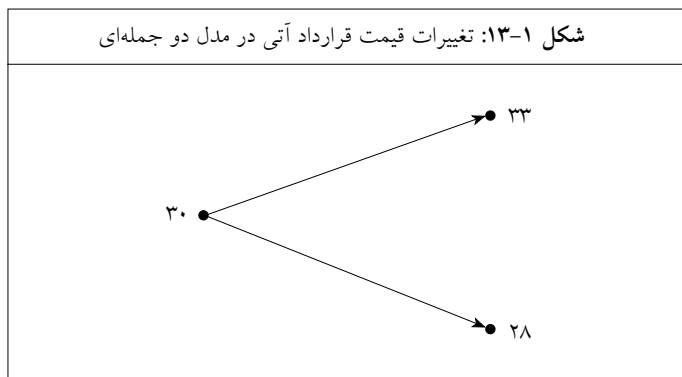 شکل ۱-۱۳: تغییرات قیمت قرارداد آتی در مدل دو جمله‌ای
۳۳
۳۰
۲۸